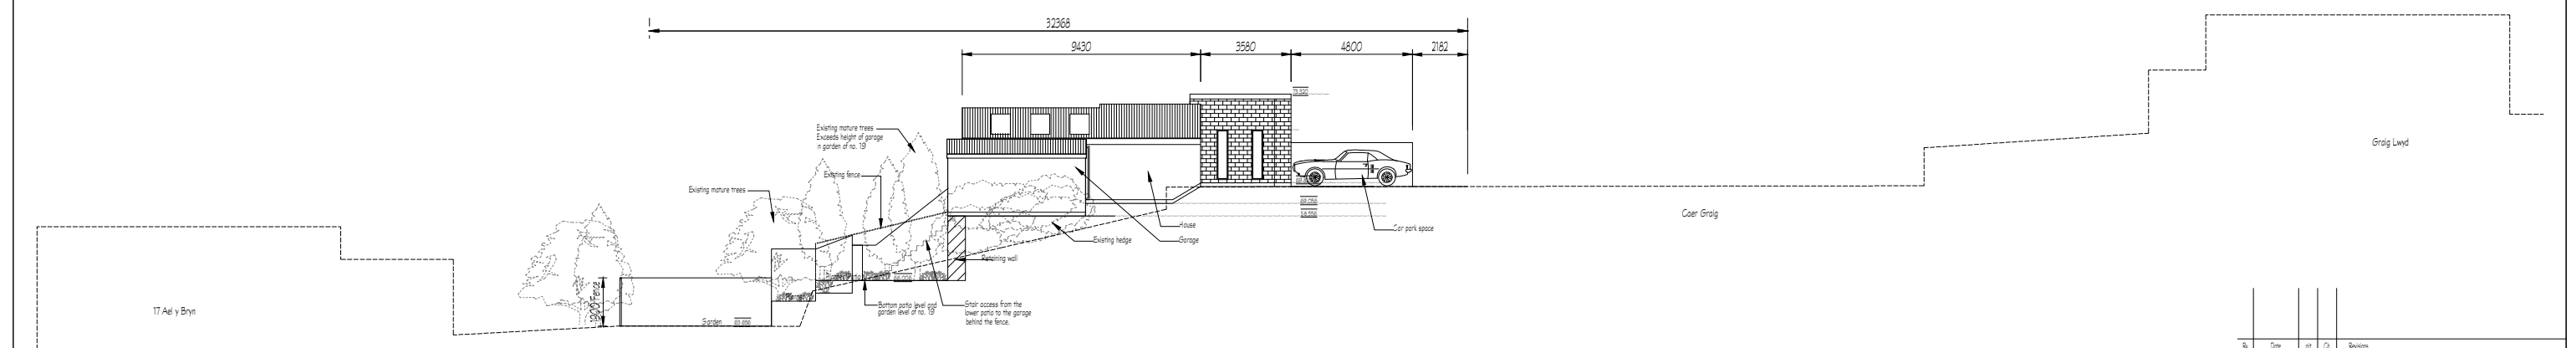 32368
9430
3580
4800
2182
Existing mature trees
Exceeds height of garage
in garden of no. 19
Existing fence
Existing mature trees
Graig Lwyd
Caer Graig
Car park space
House
Garage
Existing hedge
Retaining wall
Bottom patio level and
garden level of no. 19
Stair access from the
lower patio to the garage
behind the fence.
1800 Fence
17 Ael y Bryn
Garden
Date
Revisions